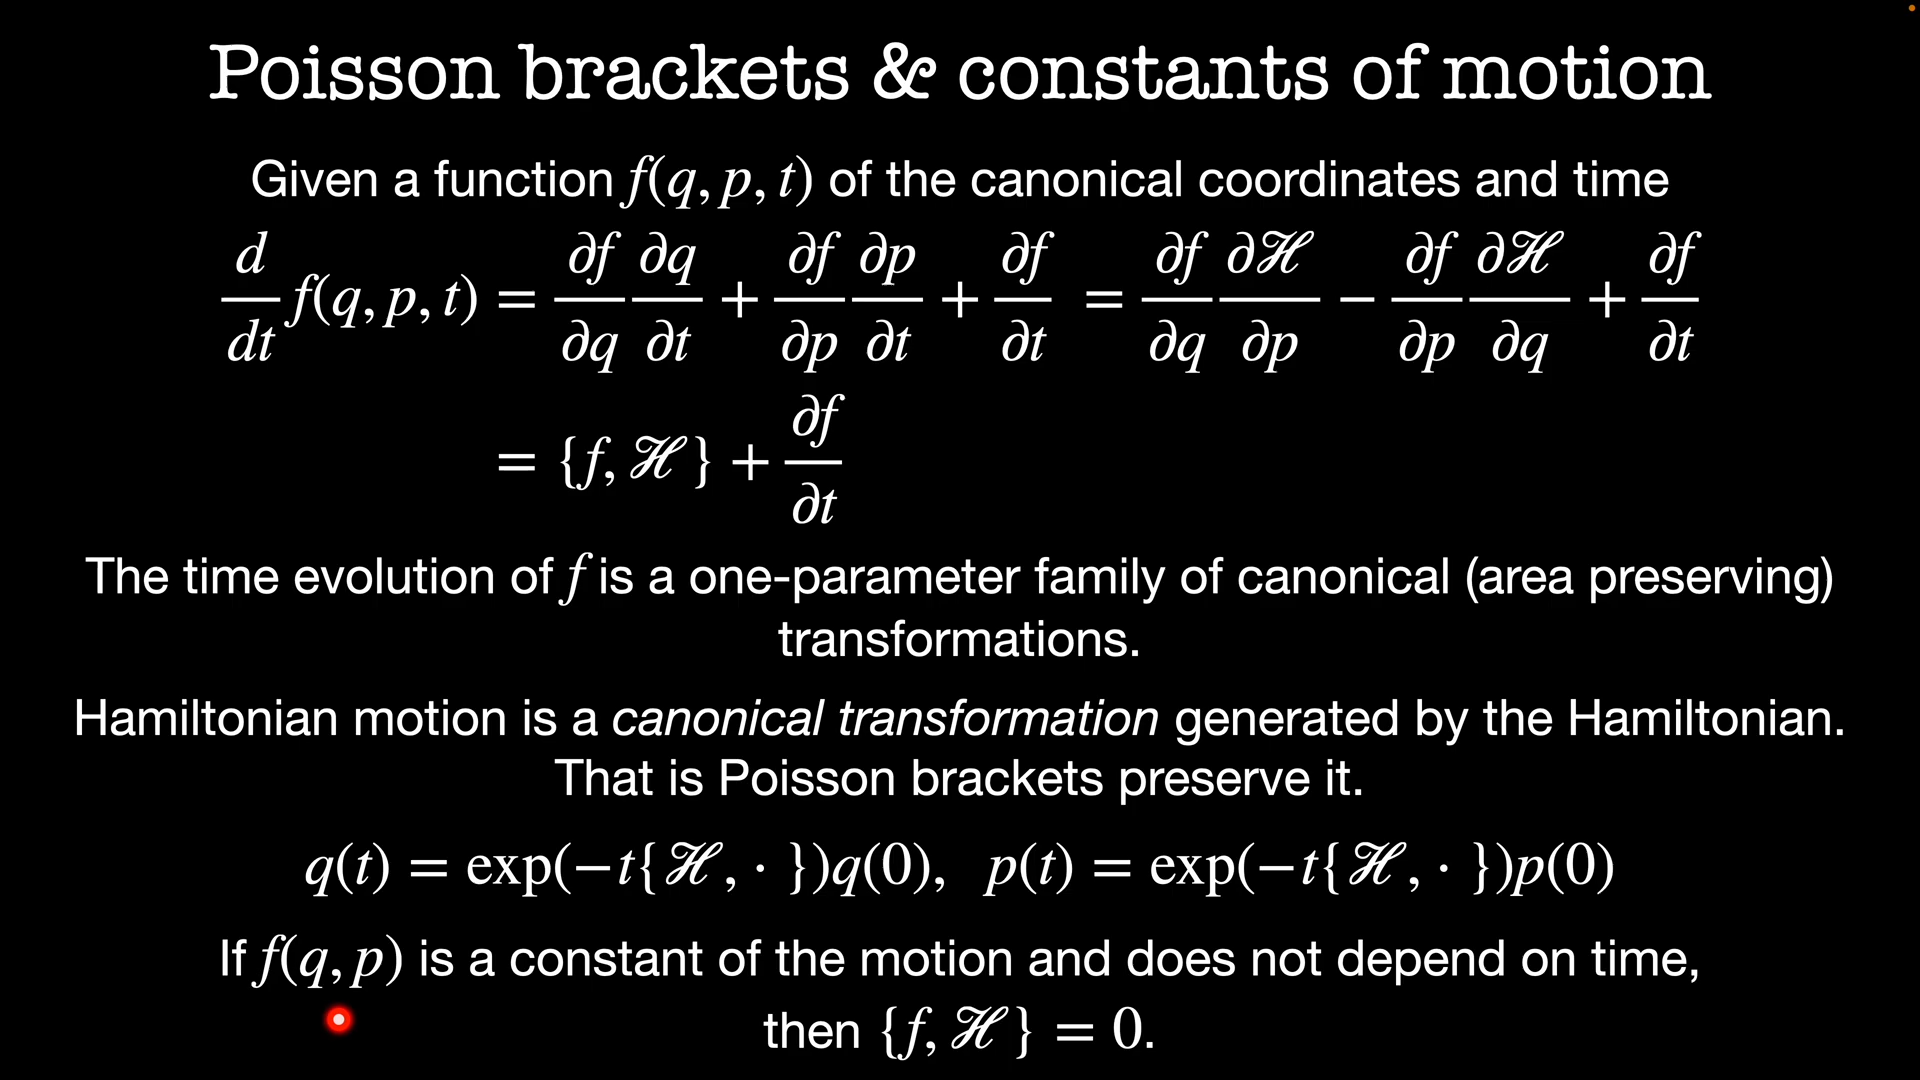 Poisson brackets & constants of motion
Given a function f(q, p, t) of the canonical coordinates and time
d/dt f(q, p, t) = ∂f/∂q ∂q/∂t + ∂f/∂p ∂p/∂t + ∂f/∂t = ∂f/∂q ∂ℋ/∂p − ∂f/∂p ∂ℋ/∂q + ∂f/∂t
= {f, ℋ} + ∂f/∂t
The time evolution of f is a one-parameter family of canonical (area preserving)
transformations.
Hamiltonian motion is a canonical transformation generated by the Hamiltonian.
That is Poisson brackets preserve it.
q(t) = exp(−t{ℋ, · })q(0), p(t) = exp(−t{ℋ, · })p(0)
If f(q, p) is a constant of the motion and does not depend on time,
then {f, ℋ} = 0.